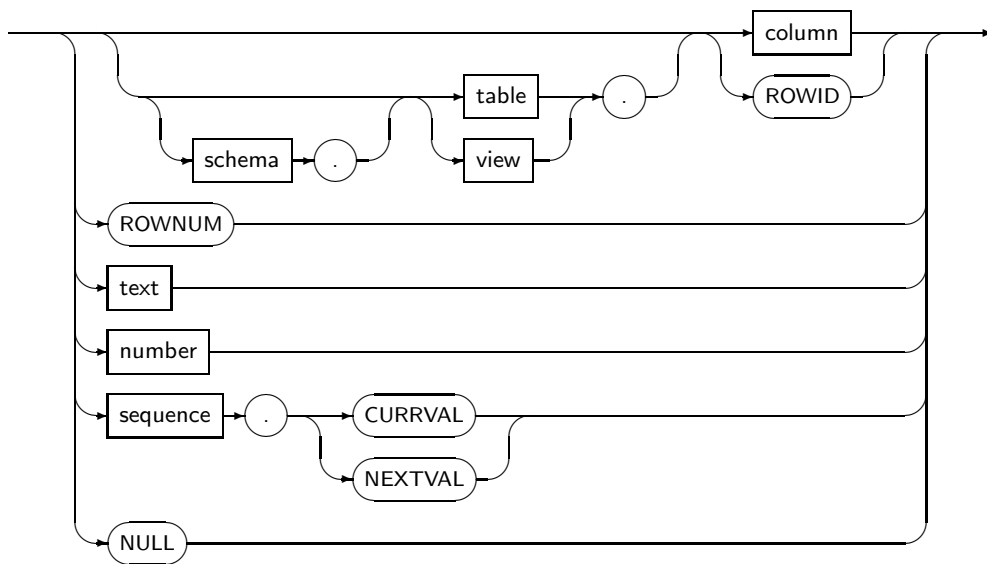 column
table . ROWID
schema . view
ROWNUM
text
number
sequence . CURRVAL
NEXTVAL
NULL